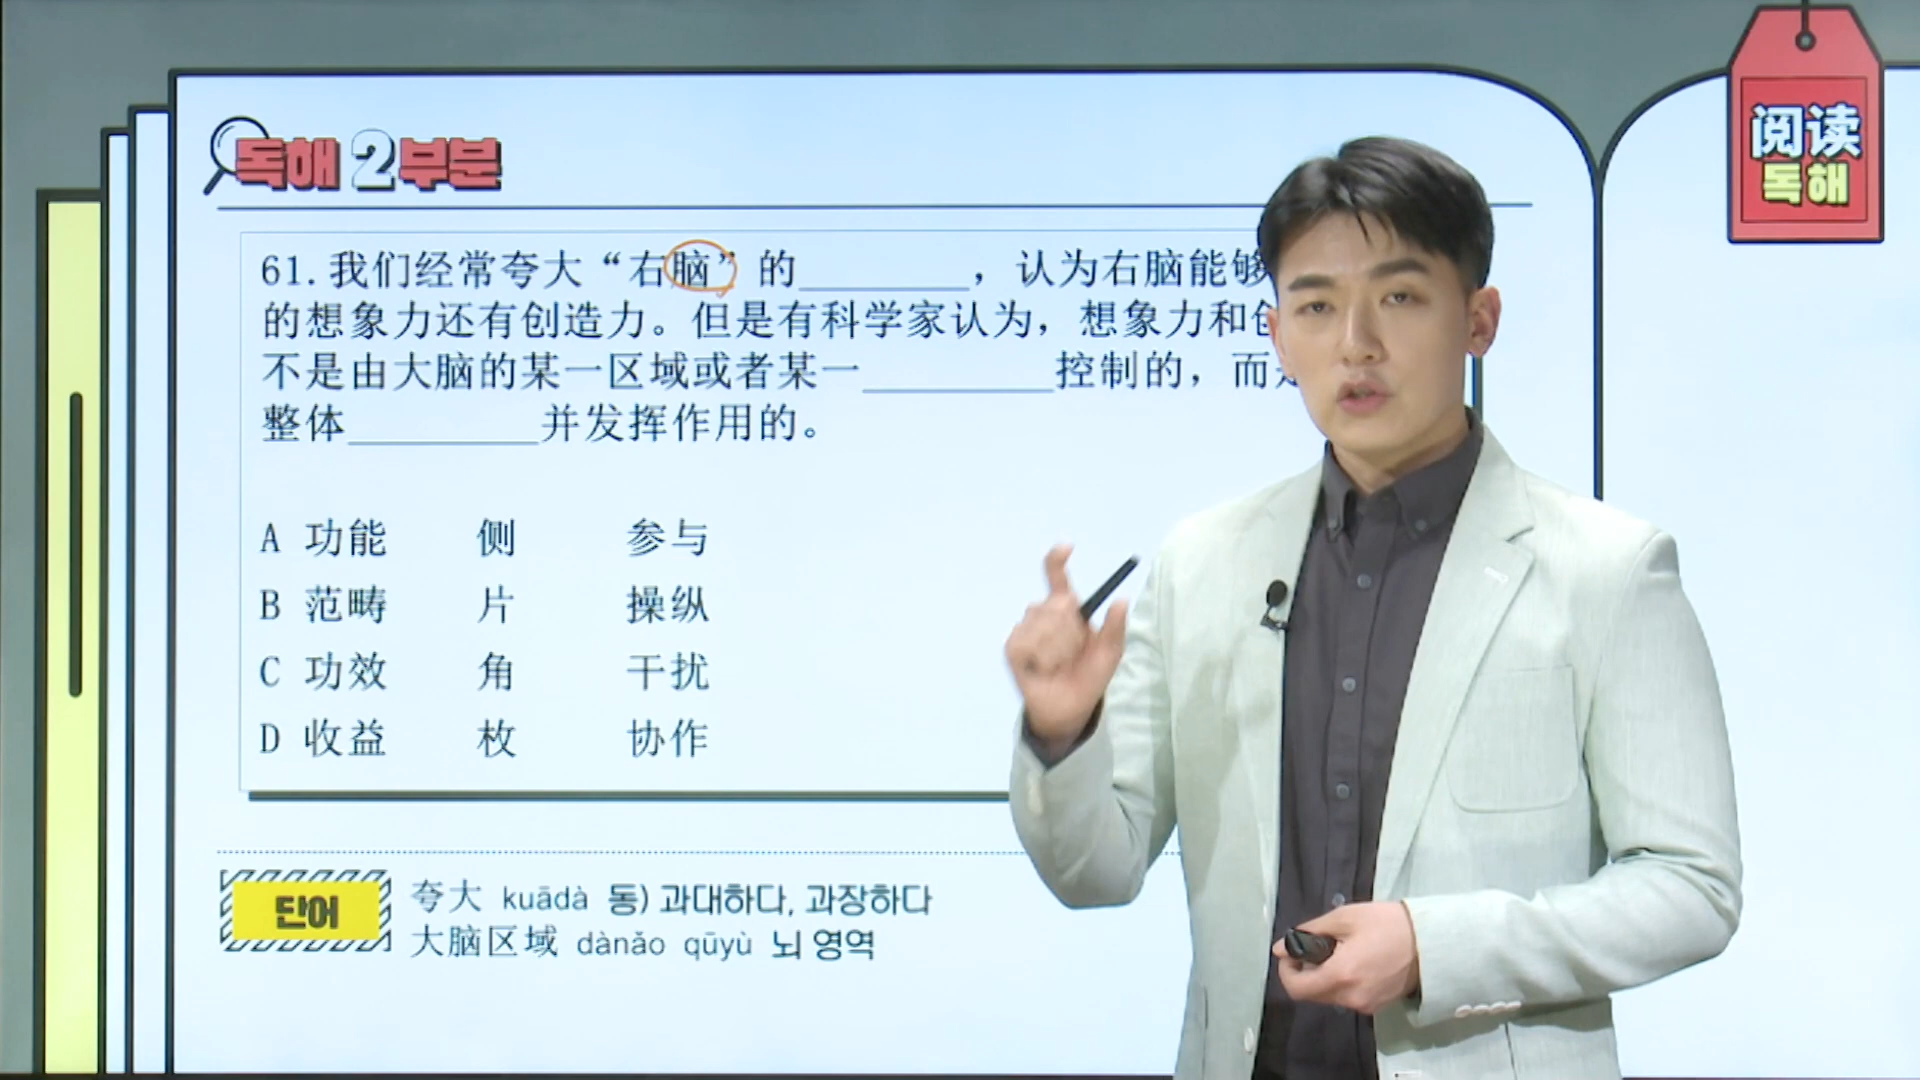 독해 2부분
阅读
독해
61.我们经常夸大“右脑”的________，认为右脑能够
的想象力还有创造力。但是有科学家认为，想象力和
不是由大脑的某一区域或者某一_________控制的，而
整体_________并发挥作用的。
A 功能 侧 参与
B 范畴 片 操纵
C 功效 角 干扰
D 收益 枚 协作
단어
夸大 kuādà 동) 과대하다, 과장하다
大脑区域 dànǎo qūyù 뇌 영역